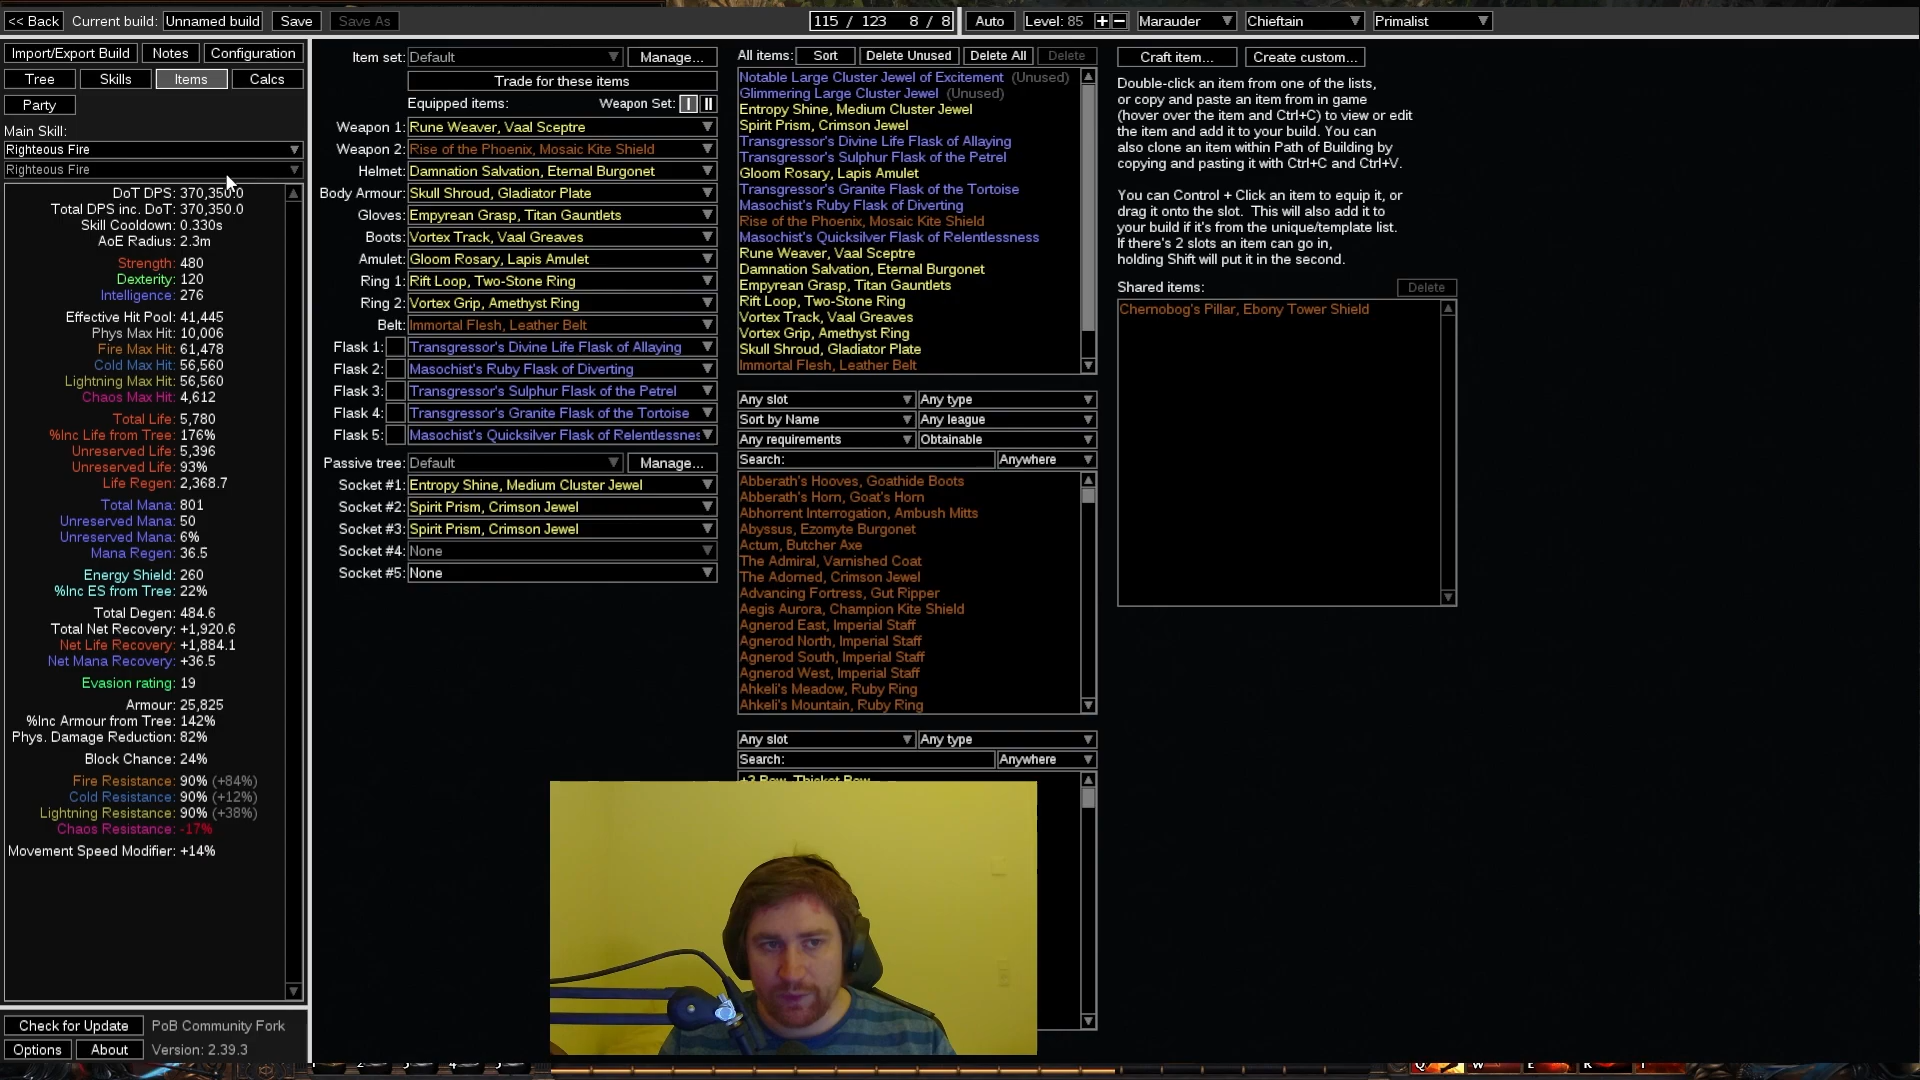 << Back Current build: Unnamed build Save Save As 115 / 123 8 / 8 Auto Level: 85 Marauder Chieftain Primalist
Import/Export Build Notes Configuration
Tree Skills Items Calcs
Party
Main Skill:
Righteous Fire
Righteous Fire
DoT DPS: 370,350.0
Total DPS inc. DoT: 370,350.0
Skill Cooldown: 0.330s
AoE Radius: 2.3m
Strength: 480
Dexterity: 120
Intelligence: 276
Effective Hit Pool: 41,445
Phys Max Hit: 10,006
Fire Max Hit: 61,478
Cold Max Hit: 56,560
Lightning Max Hit: 56,560
Chaos Max Hit: 4,612
Total Life: 5,780
%Inc Life from Tree: 176%
Unreserved Life: 5,396
Unreserved Life: 93%
Life Regen: 2,368.7
Total Mana: 801
Unreserved Mana: 50
Unreserved Mana: 6%
Mana Regen: 36.5
Energy Shield: 260
%Inc ES from Tree: 22%
Total Degen: 484.6
Total Net Recovery: +1,920.6
Net Life Recovery: +1,884.1
Net Mana Recovery: +36.5
Evasion rating: 19
Armour: 25,825
%Inc Armour from Tree: 142%
Phys. Damage Reduction: 82%
Block Chance: 24%
Fire Resistance: 90% (+84%)
Cold Resistance: 90% (+12%)
Lightning Resistance: 90% (+38%)
Chaos Resistance: -17%
Movement Speed Modifier: +14%
Check for Update PoB Community Fork
Options About Version: 2.39.3
Item set: Default Manage...
Trade for these items
Equipped items: Weapon Set: I II
Weapon 1: Rune Weaver, Vaal Sceptre
Weapon 2: Rise of the Phoenix, Mosaic Kite Shield
Helmet: Damnation Salvation, Eternal Burgonet
Body Armour: Skull Shroud, Gladiator Plate
Gloves: Empyrean Grasp, Titan Gauntlets
Boots: Vortex Track, Vaal Greaves
Amulet: Gloom Rosary, Lapis Amulet
Ring 1: Rift Loop, Two-Stone Ring
Ring 2: Vortex Grip, Amethyst Ring
Belt: Immortal Flesh, Leather Belt
Flask 1: Transgressor's Divine Life Flask of Allaying
Flask 2: Masochist's Ruby Flask of Diverting
Flask 3: Transgressor's Sulphur Flask of the Petrel
Flask 4: Transgressor's Granite Flask of the Tortoise
Flask 5: Masochist's Quicksilver Flask of Relentlessnes
Passive tree: Default Manage...
Socket #1: Entropy Shine, Medium Cluster Jewel
Socket #2: Spirit Prism, Crimson Jewel
Socket #3: Spirit Prism, Crimson Jewel
Socket #4: None
Socket #5: None
All items: Sort Delete Unused Delete All Delete
Notable Large Cluster Jewel of Excitement (Unused)
Glimmering Large Cluster Jewel (Unused)
Entropy Shine, Medium Cluster Jewel
Spirit Prism, Crimson Jewel
Transgressor's Divine Life Flask of Allaying
Transgressor's Sulphur Flask of the Petrel
Gloom Rosary, Lapis Amulet
Transgressor's Granite Flask of the Tortoise
Masochist's Ruby Flask of Diverting
Rise of the Phoenix, Mosaic Kite Shield
Masochist's Quicksilver Flask of Relentlessness
Rune Weaver, Vaal Sceptre
Damnation Salvation, Eternal Burgonet
Empyrean Grasp, Titan Gauntlets
Rift Loop, Two-Stone Ring
Vortex Track, Vaal Greaves
Vortex Grip, Amethyst Ring
Skull Shroud, Gladiator Plate
Immortal Flesh, Leather Belt
Any slot Any type
Sort by Name Any league
Any requirements Obtainable
Search: Anywhere
Abberath's Hooves, Goathide Boots
Abberath's Horn, Goat's Horn
Abhorrent Interrogation, Ambush Mitts
Abyssus, Ezomyte Burgonet
Actum, Butcher Axe
The Admiral, Varnished Coat
The Adorned, Crimson Jewel
Advancing Fortress, Gut Ripper
Aegis Aurora, Champion Kite Shield
Agnerod East, Imperial Staff
Agnerod North, Imperial Staff
Agnerod South, Imperial Staff
Agnerod West, Imperial Staff
Ahkeli's Meadow, Ruby Ring
Ahkeli's Mountain, Ruby Ring
Any slot Any type
Search: Anywhere
+3 Bow, Thicket Bow
Craft item... Create custom...
Double-click an item from one of the lists,
or copy and paste an item from in game
(hover over the item and Ctrl+C) to view or edit
the item and add it to your build. You can
also clone an item within Path of Building by
copying and pasting it with Ctrl+C and Ctrl+V.
You can Control + Click an item to equip it, or
drag it onto the slot. This will also add it to
your build if it's from the unique/template list.
If there's 2 slots an item can go in,
holding Shift will put it in the second.
Shared items: Delete
Chernobog's Pillar, Ebony Tower Shield
Q W E R T